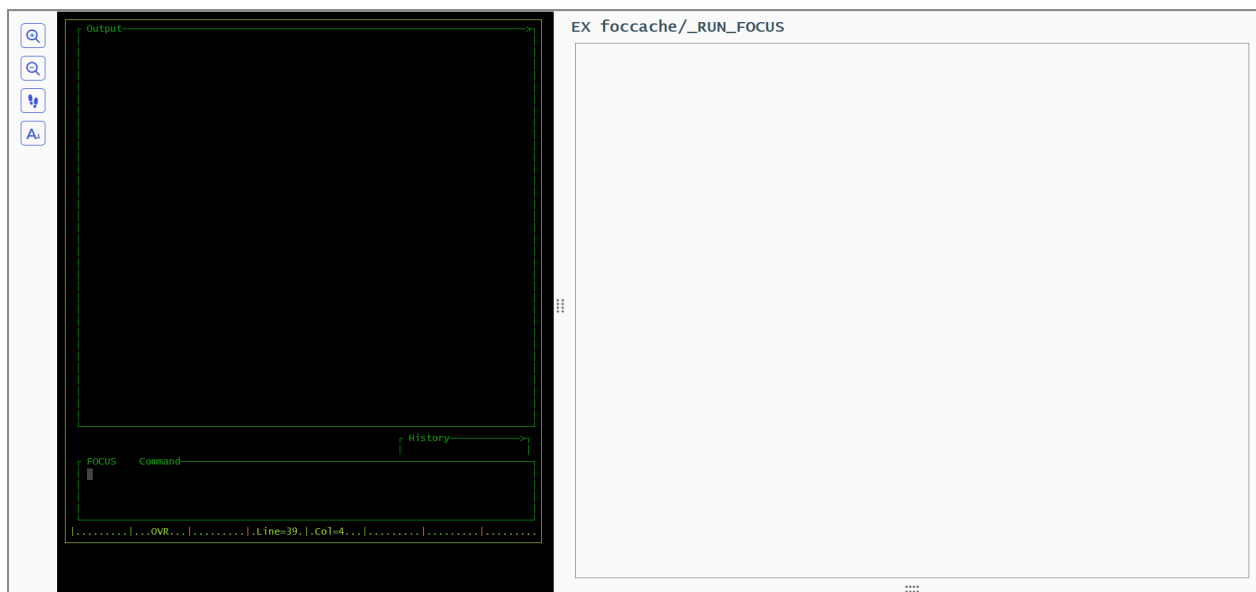 Output
EX foccache/_RUN_FOCUS
History
FOCUS Command
|.........|...OVR...|.........|.Line=39.|.Col=4...|.........|.........|.........